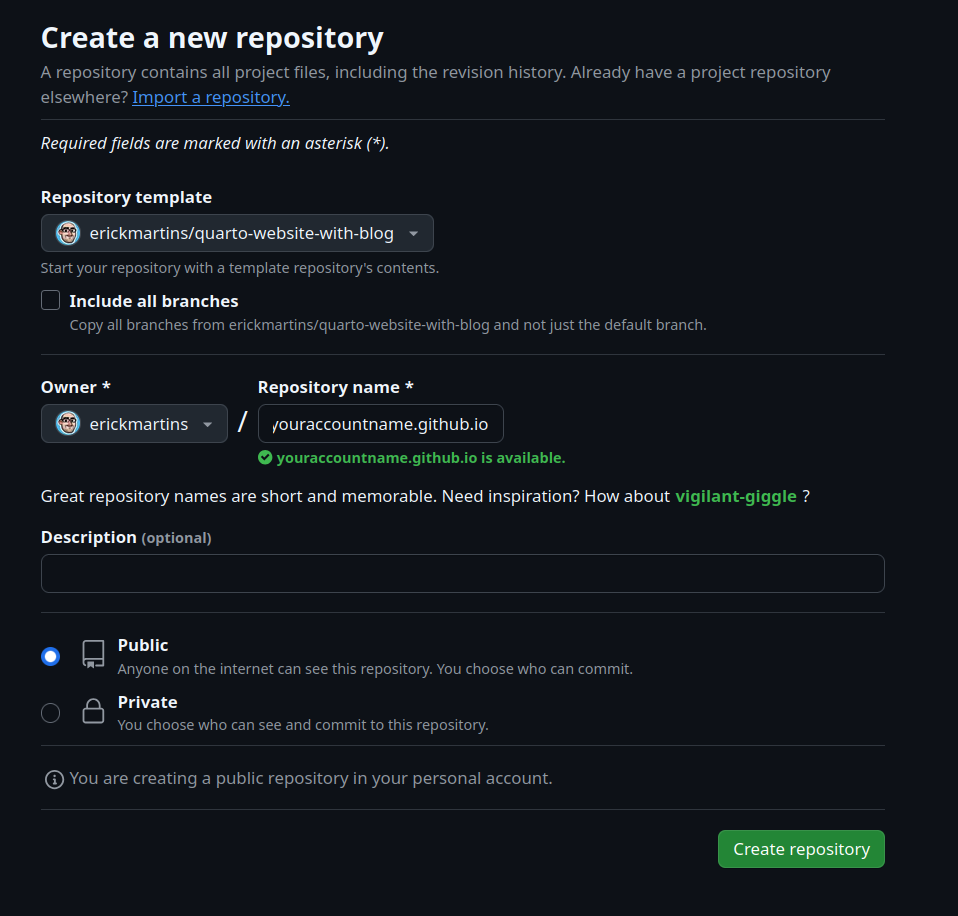 Create a new repository
A repository contains all project files, including the revision history. Already have a project repository
elsewhere? Import a repository.
Required fields are marked with an asterisk (*).
Repository template
erickmartins/quarto-website-with-blog
Start your repository with a template repository's contents.
Include all branches
Copy all branches from erickmartins/quarto-website-with-blog and not just the default branch.
Owner *
Repository name *
erickmartins
/
youraccountname.github.io
youraccountname.github.io is available.
Great repository names are short and memorable. Need inspiration? How about vigilant-giggle ?
Description (optional)
Public
Anyone on the internet can see this repository. You choose who can commit.
Private
You choose who can see and commit to this repository.
You are creating a public repository in your personal account.
Create repository